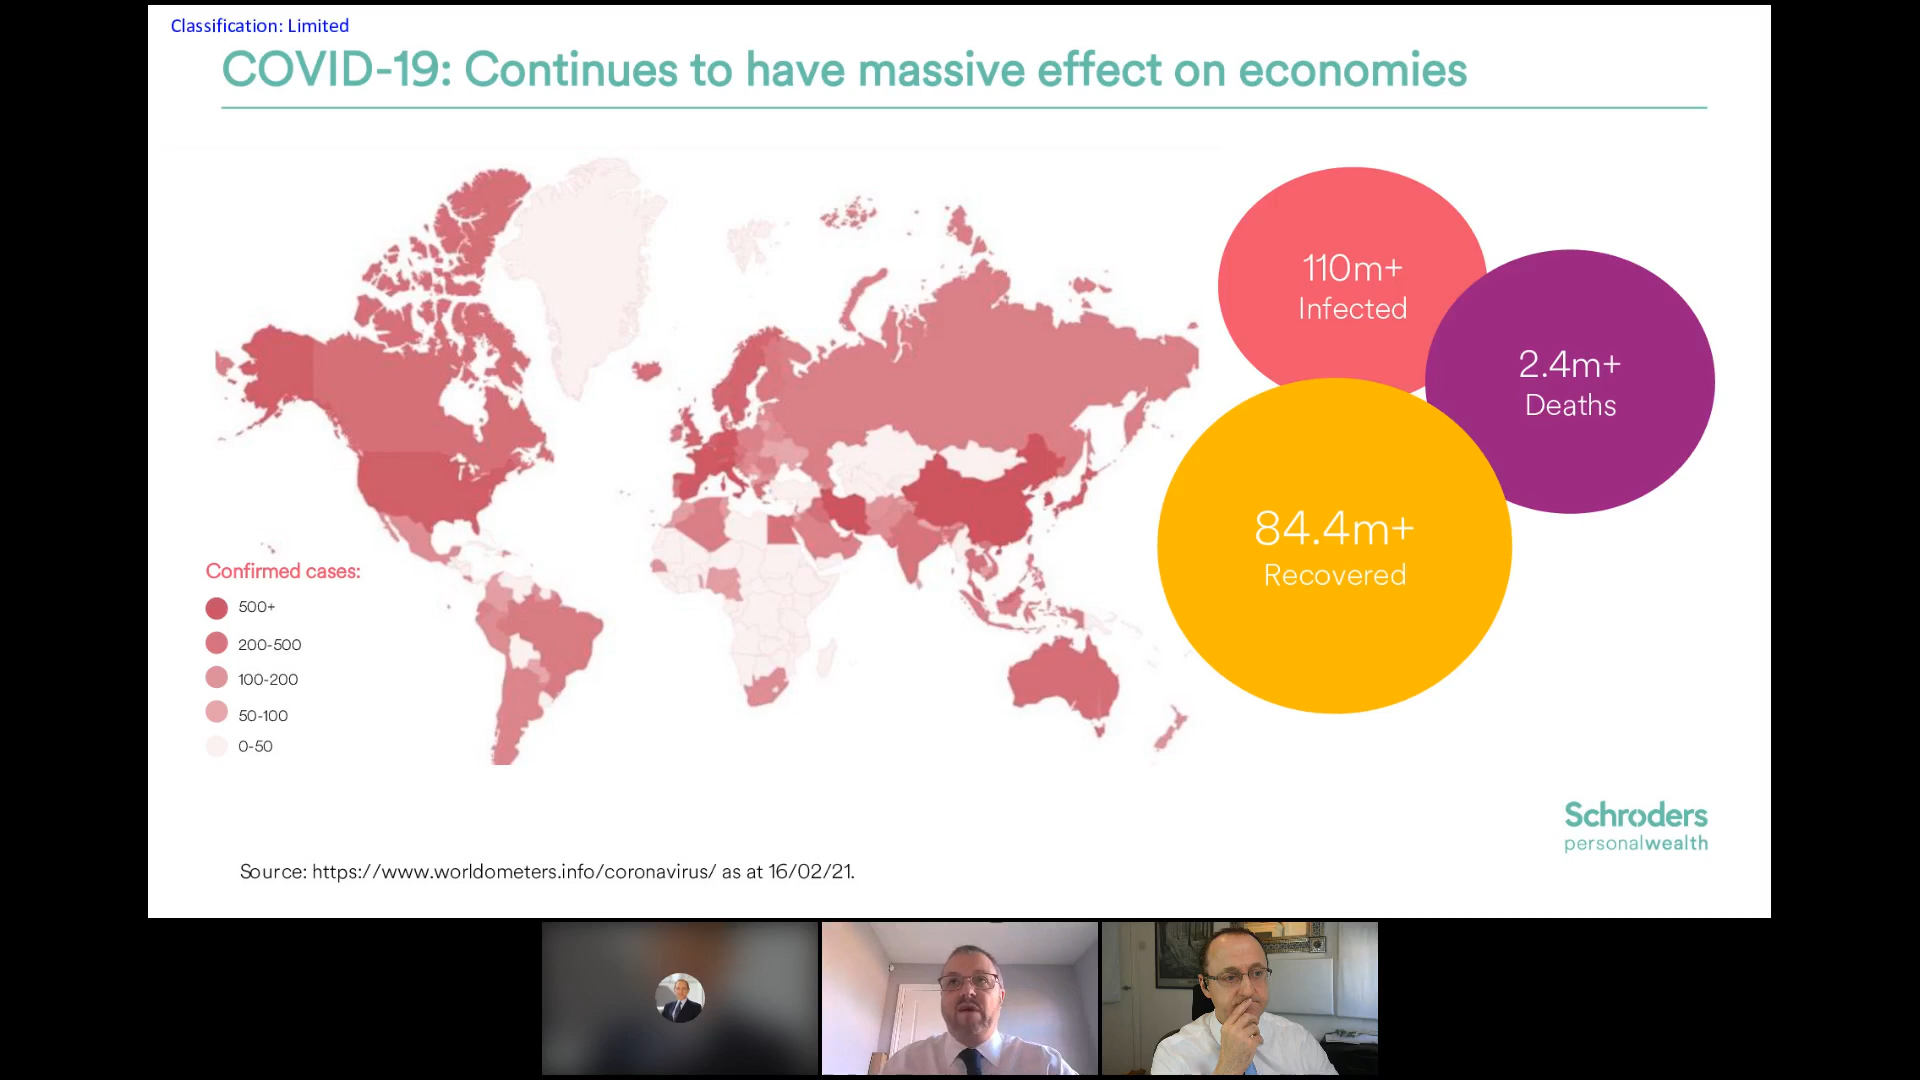 Classification: Limited
COVID-19: Continues to have massive effect on economies
110m+
Infected
2.4m+
Deaths
84.4m+
Recovered
Confirmed cases:
500+
200-500
100-200
50-100
0-50
Schroders
personalwealth
Source: https://www.worldometers.info/coronavirus/ as at 16/02/21.